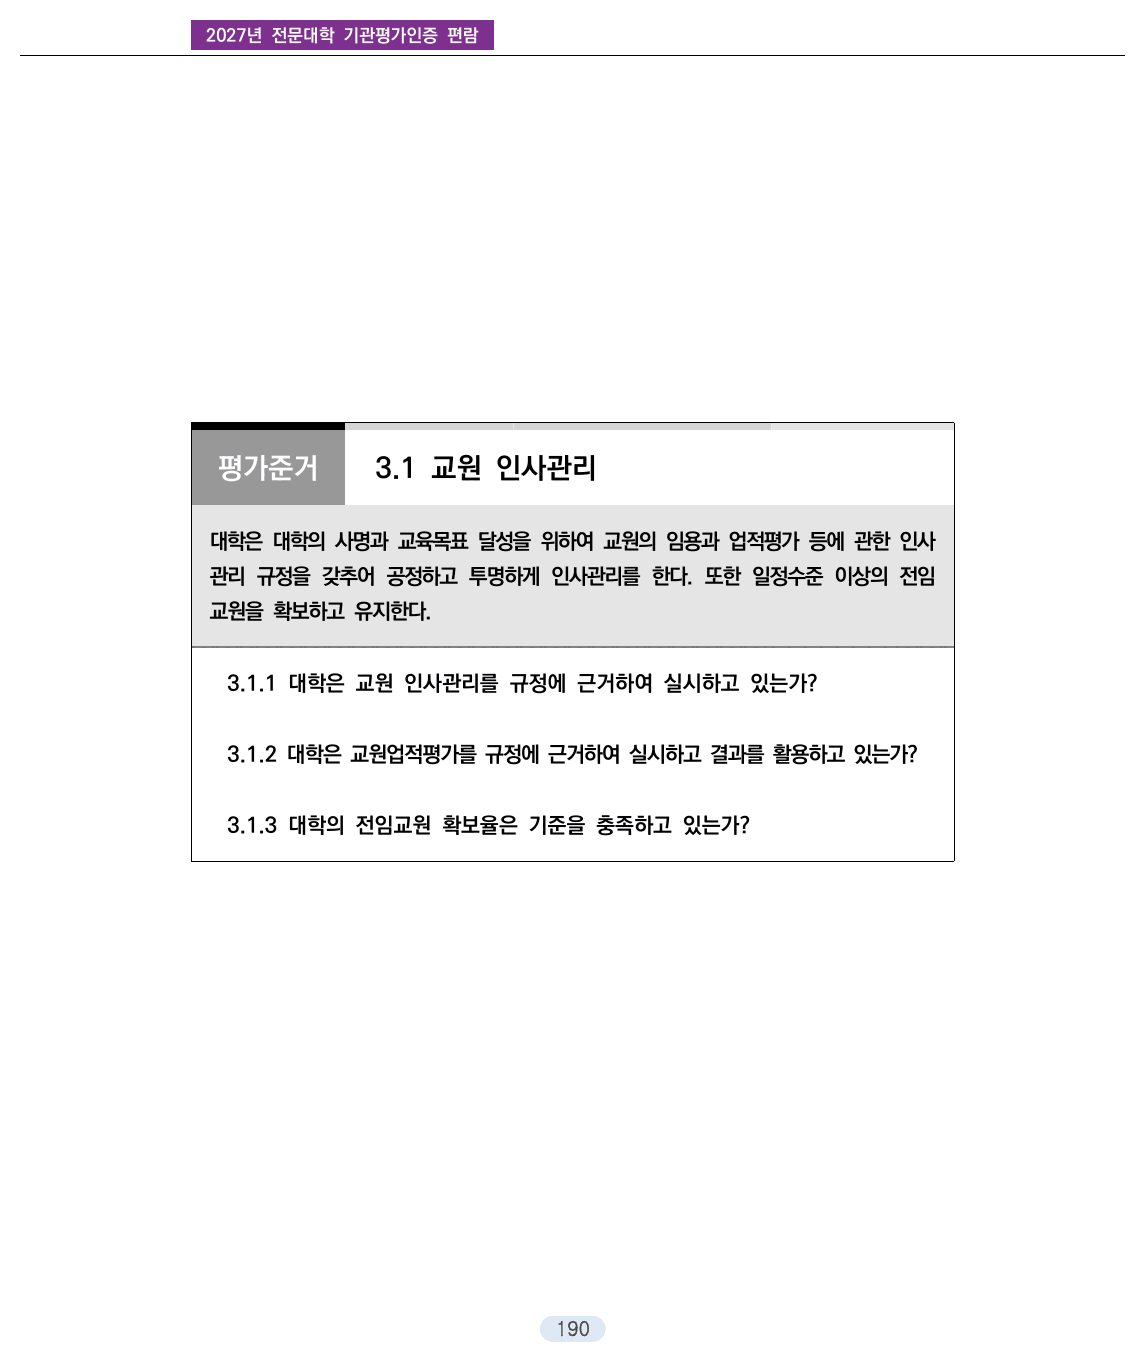 2027년 전문대학 기관평가인증 편람
평가준거
3.1 교원 인사관리
대학은 대학의 사명과 교육목표 달성을 위하여 교원의 임용과 업적평가 등에 관한 인사
관리 규정을 갖추어 공정하고 투명하게 인사관리를 한다. 또한 일정수준 이상의 전임
교원을 확보하고 유지한다.
3.1.1 대학은 교원 인사관리를 규정에 근거하여 실시하고 있는가?
3.1.2 대학은 교원업적평가를 규정에 근거하여 실시하고 결과를 활용하고 있는가?
3.1.3 대학의 전임교원 확보율은 기준을 충족하고 있는가?
190